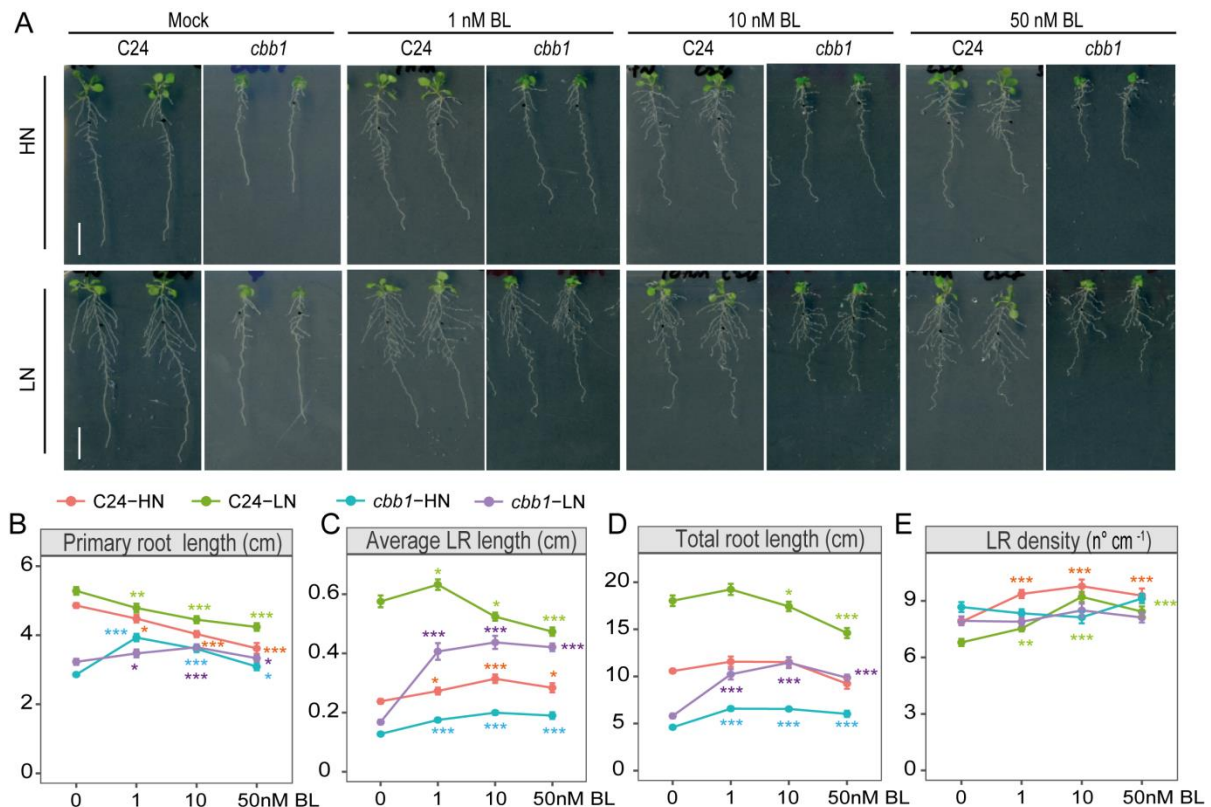 A
Mock 1 nM BL 10 nM BL 50 nM BL
C24 cbb1 C24 cbb1 C24 cbb1 C24 cbb1
HN
LN
C24–HN C24–LN cbb1–HN cbb1–LN
B Primary root length (cm)
6
4
2
0
** *** *** *** * *** *** *** * * *** *
0 1 10 50nM BL
C Average LR length (cm)
0.6
0.4
0.2
0
* * *** *** *** *** * *** * *** *** ***
0 1 10 50nM BL
D Total root length (cm)
20
15
10
5
0
* *** *** *** *** *** *** ***
0 1 10 50nM BL
E LR density (nº cm -1)
9
6
3
0
*** *** *** ** *** ***
0 1 10 50nM BL